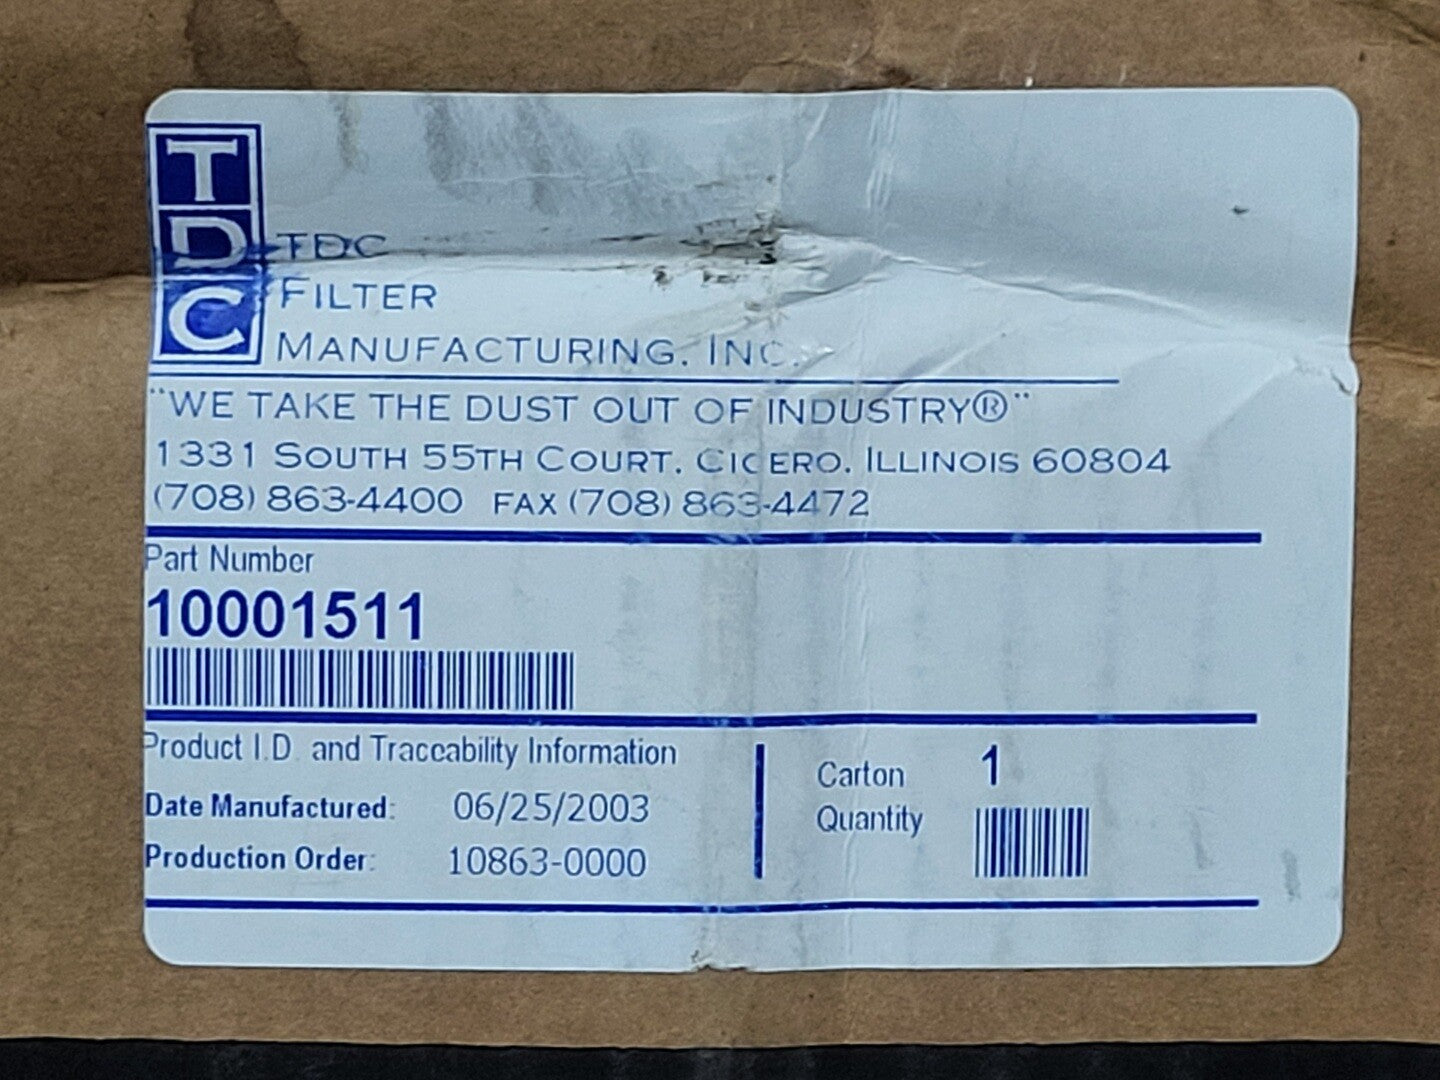 T
D
C
TDC
FILTER
MANUFACTURING, INC.
"WE TAKE THE DUST OUT OF INDUSTRY®"
1331 SOUTH 55TH COURT, CICERO, ILLINOIS 60804
(708) 863-4400 FAX (708) 863-4472
Part Number
10001511
Product I.D. and Traceability Information
Date Manufactured: 06/25/2003
Production Order: 10863-0000
Carton 1
Quantity